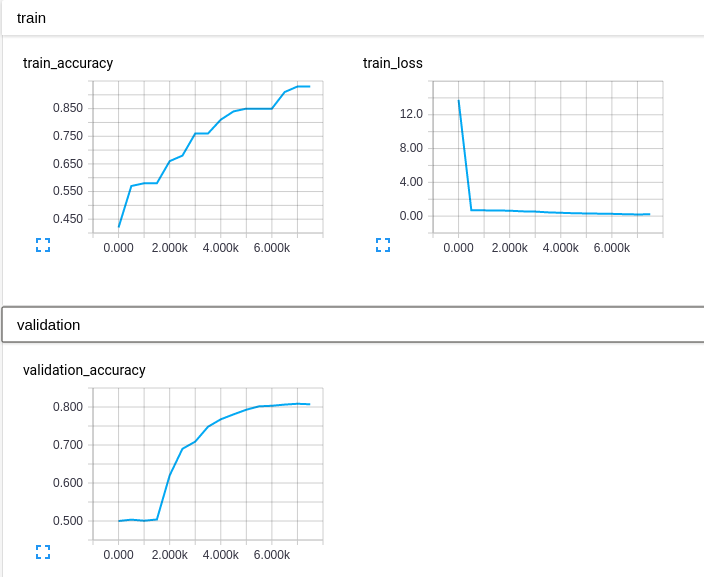 train
train_accuracy
train_loss
0.850
0.750
0.650
0.550
0.450
0.000 2.000k 4.000k 6.000k
12.0
8.00
4.00
0.00
0.000 2.000k 4.000k 6.000k
validation
validation_accuracy
0.800
0.700
0.600
0.500
0.000 2.000k 4.000k 6.000k